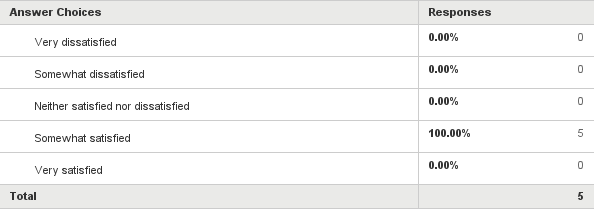 Answer Choices Responses
Very dissatisfied 0.00% 0
Somewhat dissatisfied 0.00% 0
Neither satisfied nor dissatisfied 0.00% 0
Somewhat satisfied 100.00% 5
Very satisfied 0.00% 0
Total 5